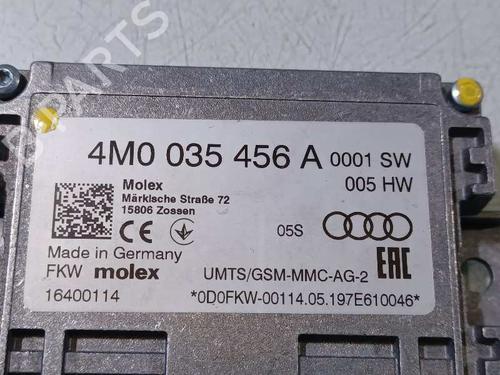 4M0 035 456 A 0001 SW
005 HW
Molex
Märkische Straße 72
15806 Zossen
CE
05S
Made in Germany
FKW molex
UMTS/GSM-MMC-AG-2
EAC
16400114
*0D0FKW-00114.05.197E610046*